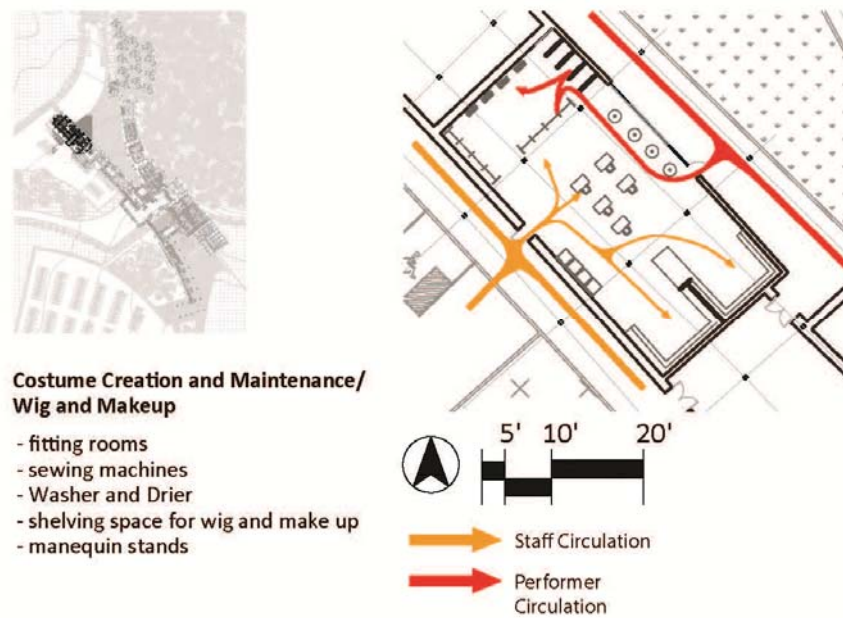 Costume Creation and Maintenance/
Wig and Makeup
- fitting rooms
- sewing machines
- Washer and Drier
- shelving space for wig and make up
- manequin stands
5' 10' 20'
Staff Circulation
Performer
Circulation